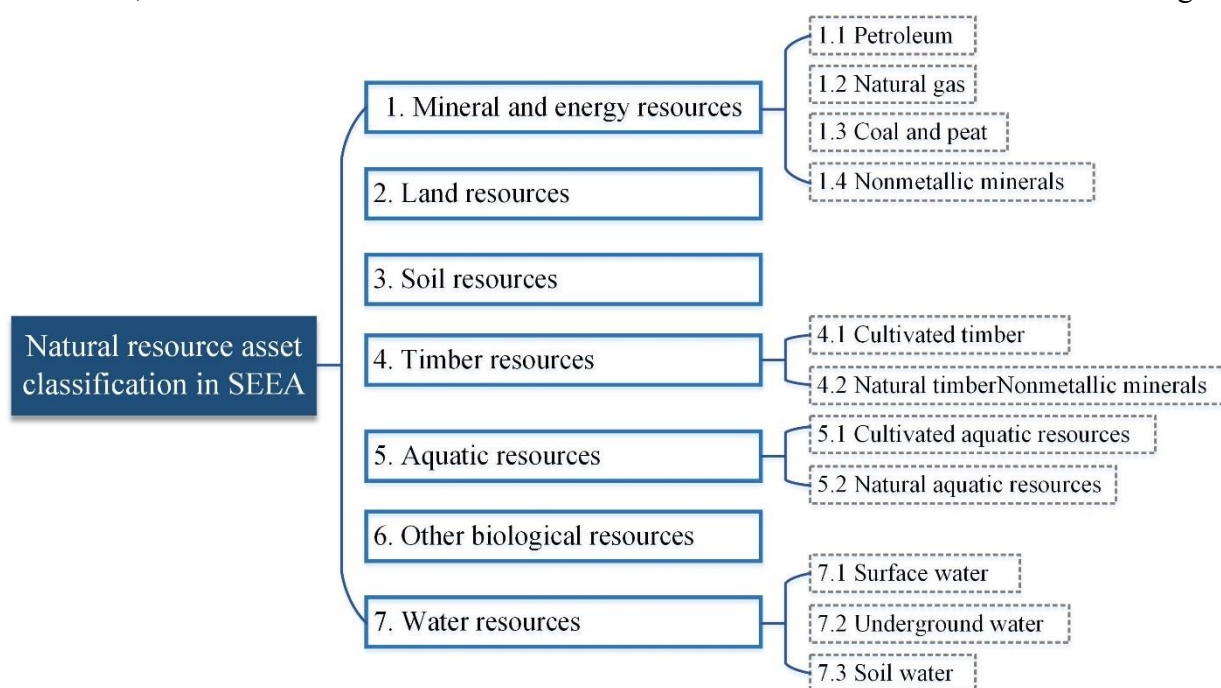 Natural resource asset
classification in SEEA
1. Mineral and energy resources
1.1 Petroleum
1.2 Natural gas
1.3 Coal and peat
1.4 Nonmetallic minerals
2. Land resources
3. Soil resources
4. Timber resources
4.1 Cultivated timber
4.2 Natural timberNonmetallic minerals
5. Aquatic resources
5.1 Cultivated aquatic resources
5.2 Natural aquatic resources
6. Other biological resources
7. Water resources
7.1 Surface water
7.2 Underground water
7.3 Soil water